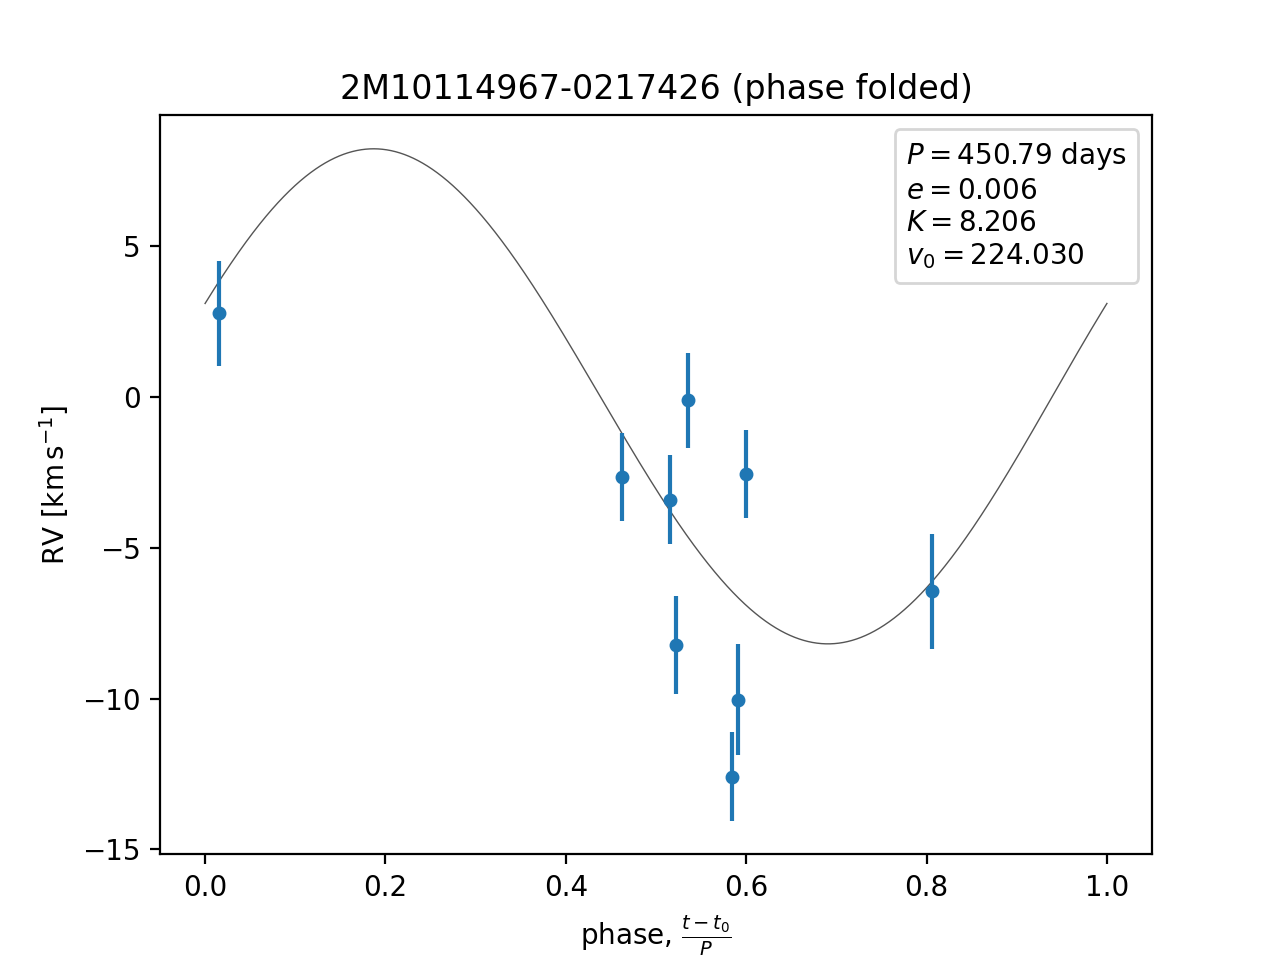 2M10114967-0217426 (phase folded)
P = 450.79 days
e = 0.006
K = 8.206
v₀ = 224.030
RV [km s⁻¹]
5
0
−5
−10
−15
0.0 0.2 0.4 0.6 0.8 1.0
phase, (t − t₀)/P